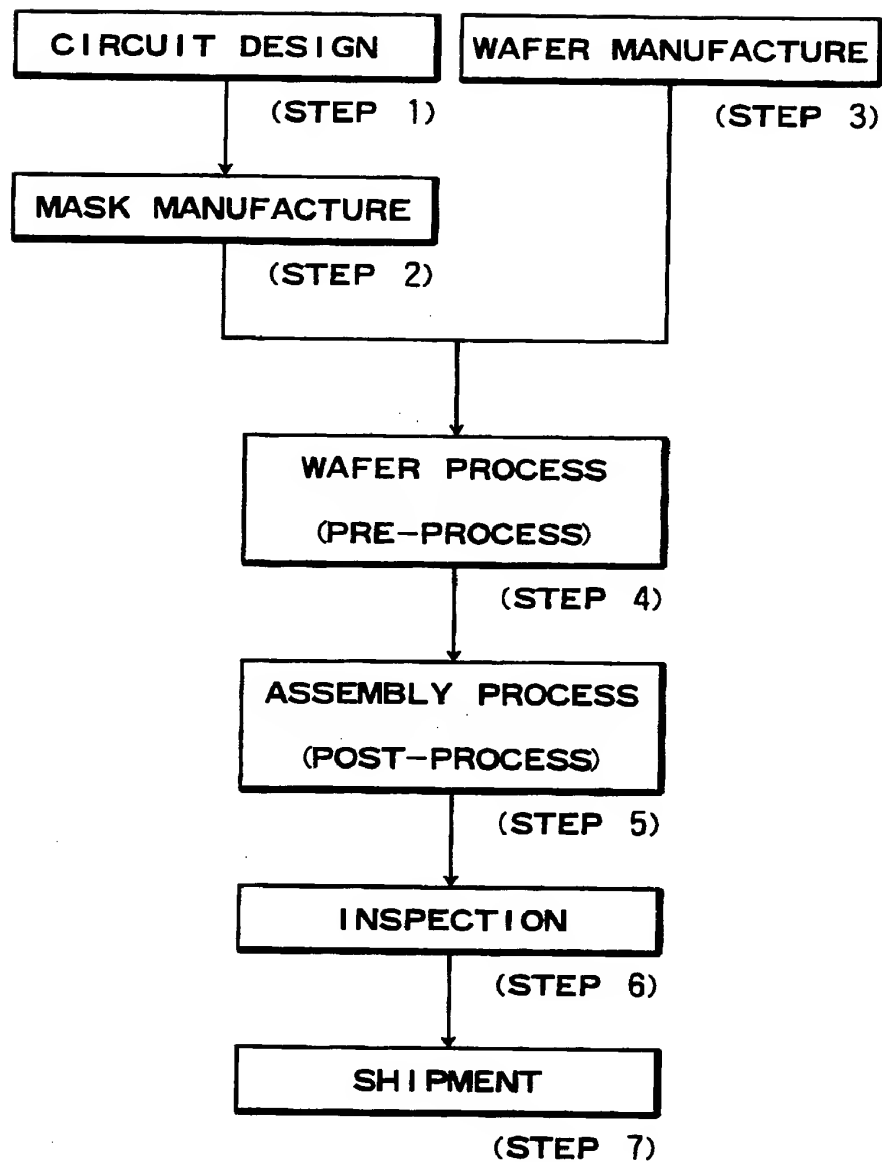 CIRCUIT DESIGN
(STEP 1)
WAFER MANUFACTURE
(STEP 3)
MASK MANUFACTURE
(STEP 2)
WAFER PROCESS
(PRE-PROCESS)
(STEP 4)
ASSEMBLY PROCESS
(POST-PROCESS)
(STEP 5)
INSPECTION
(STEP 6)
SHIPMENT
(STEP 7)